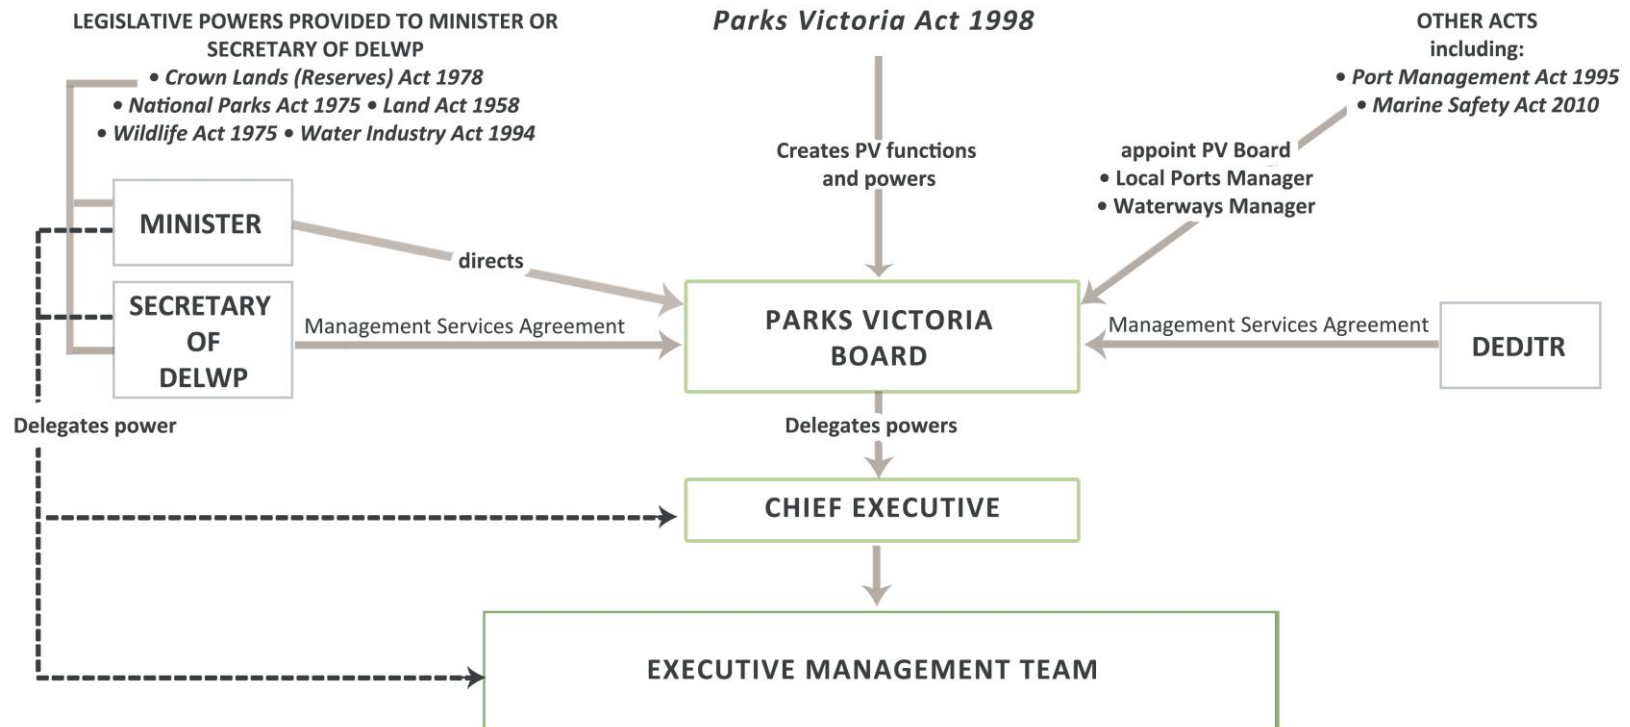 LEGISLATIVE POWERS PROVIDED TO MINISTER OR
SECRETARY OF DELWP
• Crown Lands (Reserves) Act 1978
• National Parks Act 1975 • Land Act 1958
• Wildlife Act 1975 • Water Industry Act 1994
Parks Victoria Act 1998
OTHER ACTS
including:
• Port Management Act 1995
• Marine Safety Act 2010
Creates PV functions
and powers
appoint PV Board
• Local Ports Manager
• Waterways Manager
MINISTER
directs
SECRETARY
OF
DELWP
Management Services Agreement
PARKS VICTORIA
BOARD
Management Services Agreement
DEDJTR
Delegates power
Delegates powers
CHIEF EXECUTIVE
EXECUTIVE MANAGEMENT TEAM